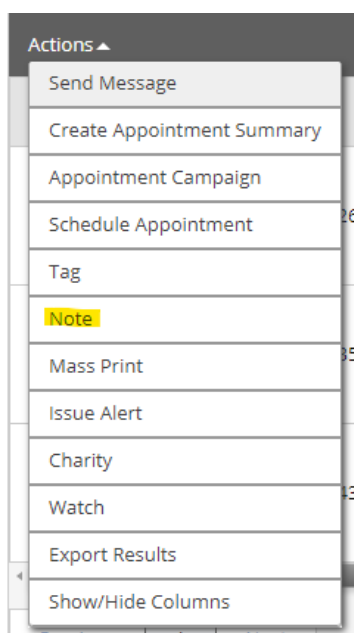 Actions
Send Message
Create Appointment Summary
Appointment Campaign
Schedule Appointment
Tag
Note
Mass Print
Issue Alert
Charity
Watch
Export Results
Show/Hide Columns